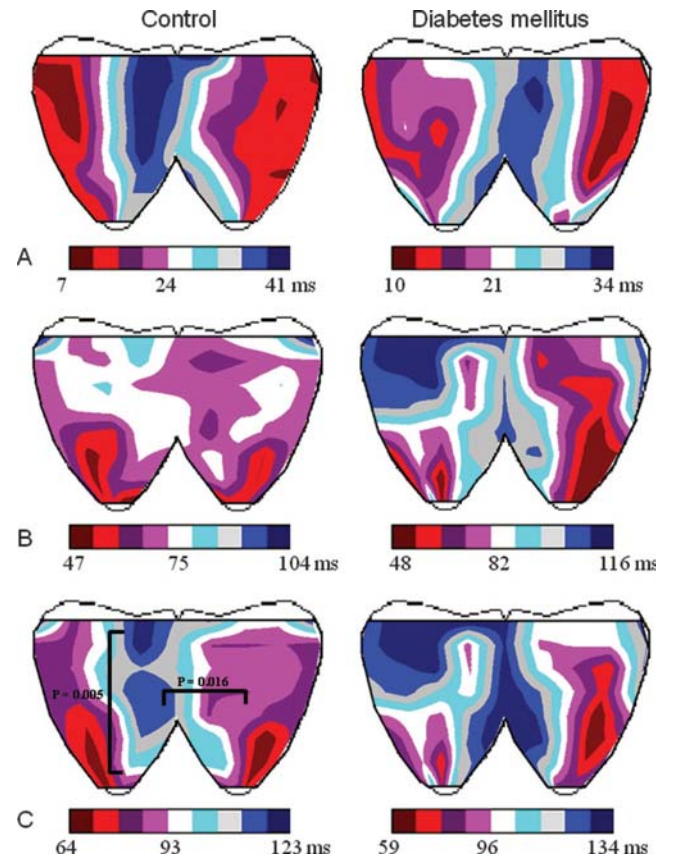 Control Diabetes mellitus
A
7 24 41 ms 10 21 34 ms
B
47 75 104 ms 48 82 116 ms
P = 0.005 P = 0.016
C
64 93 123 ms 59 96 134 ms